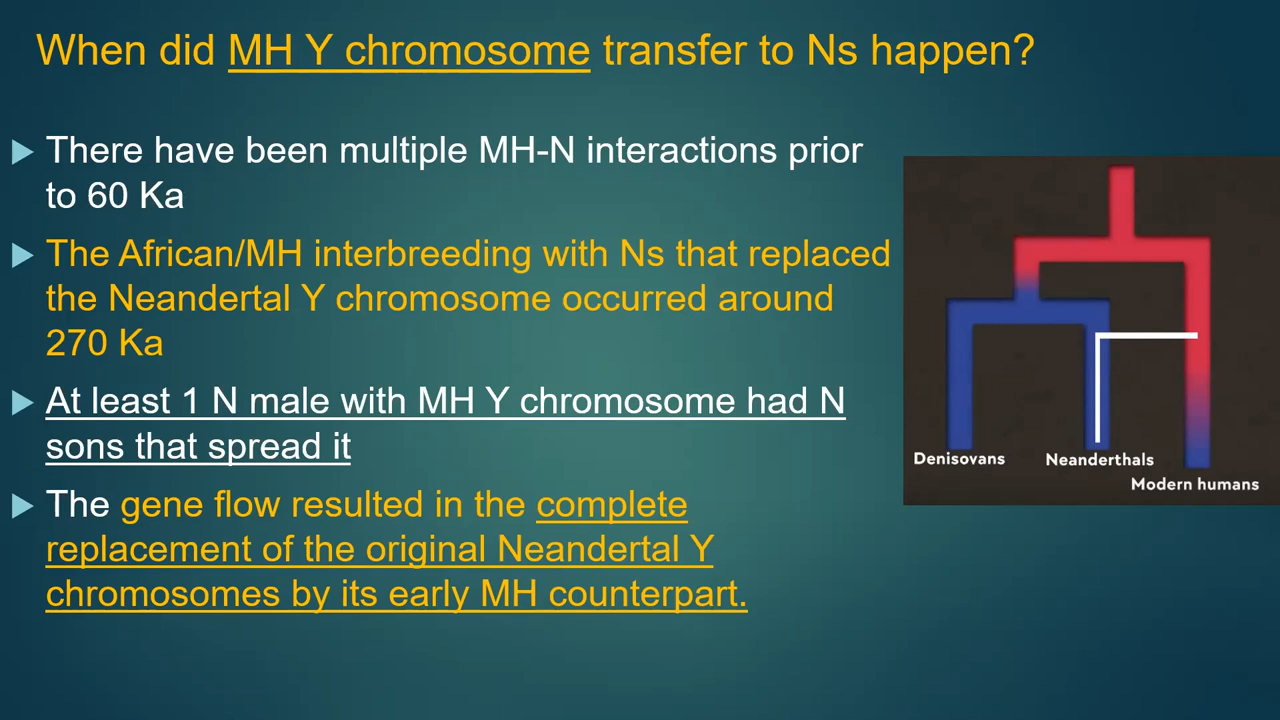 When did MH Y chromosome transfer to Ns happen?
There have been multiple MH-N interactions prior
to 60 Ka
The African/MH interbreeding with Ns that replaced
the Neandertal Y chromosome occurred around
270 Ka
At least 1 N male with MH Y chromosome had N
sons that spread it
The gene flow resulted in the complete
replacement of the original Neandertal Y
chromosomes by its early MH counterpart.
Denisovans
Neanderthals
Modern humans